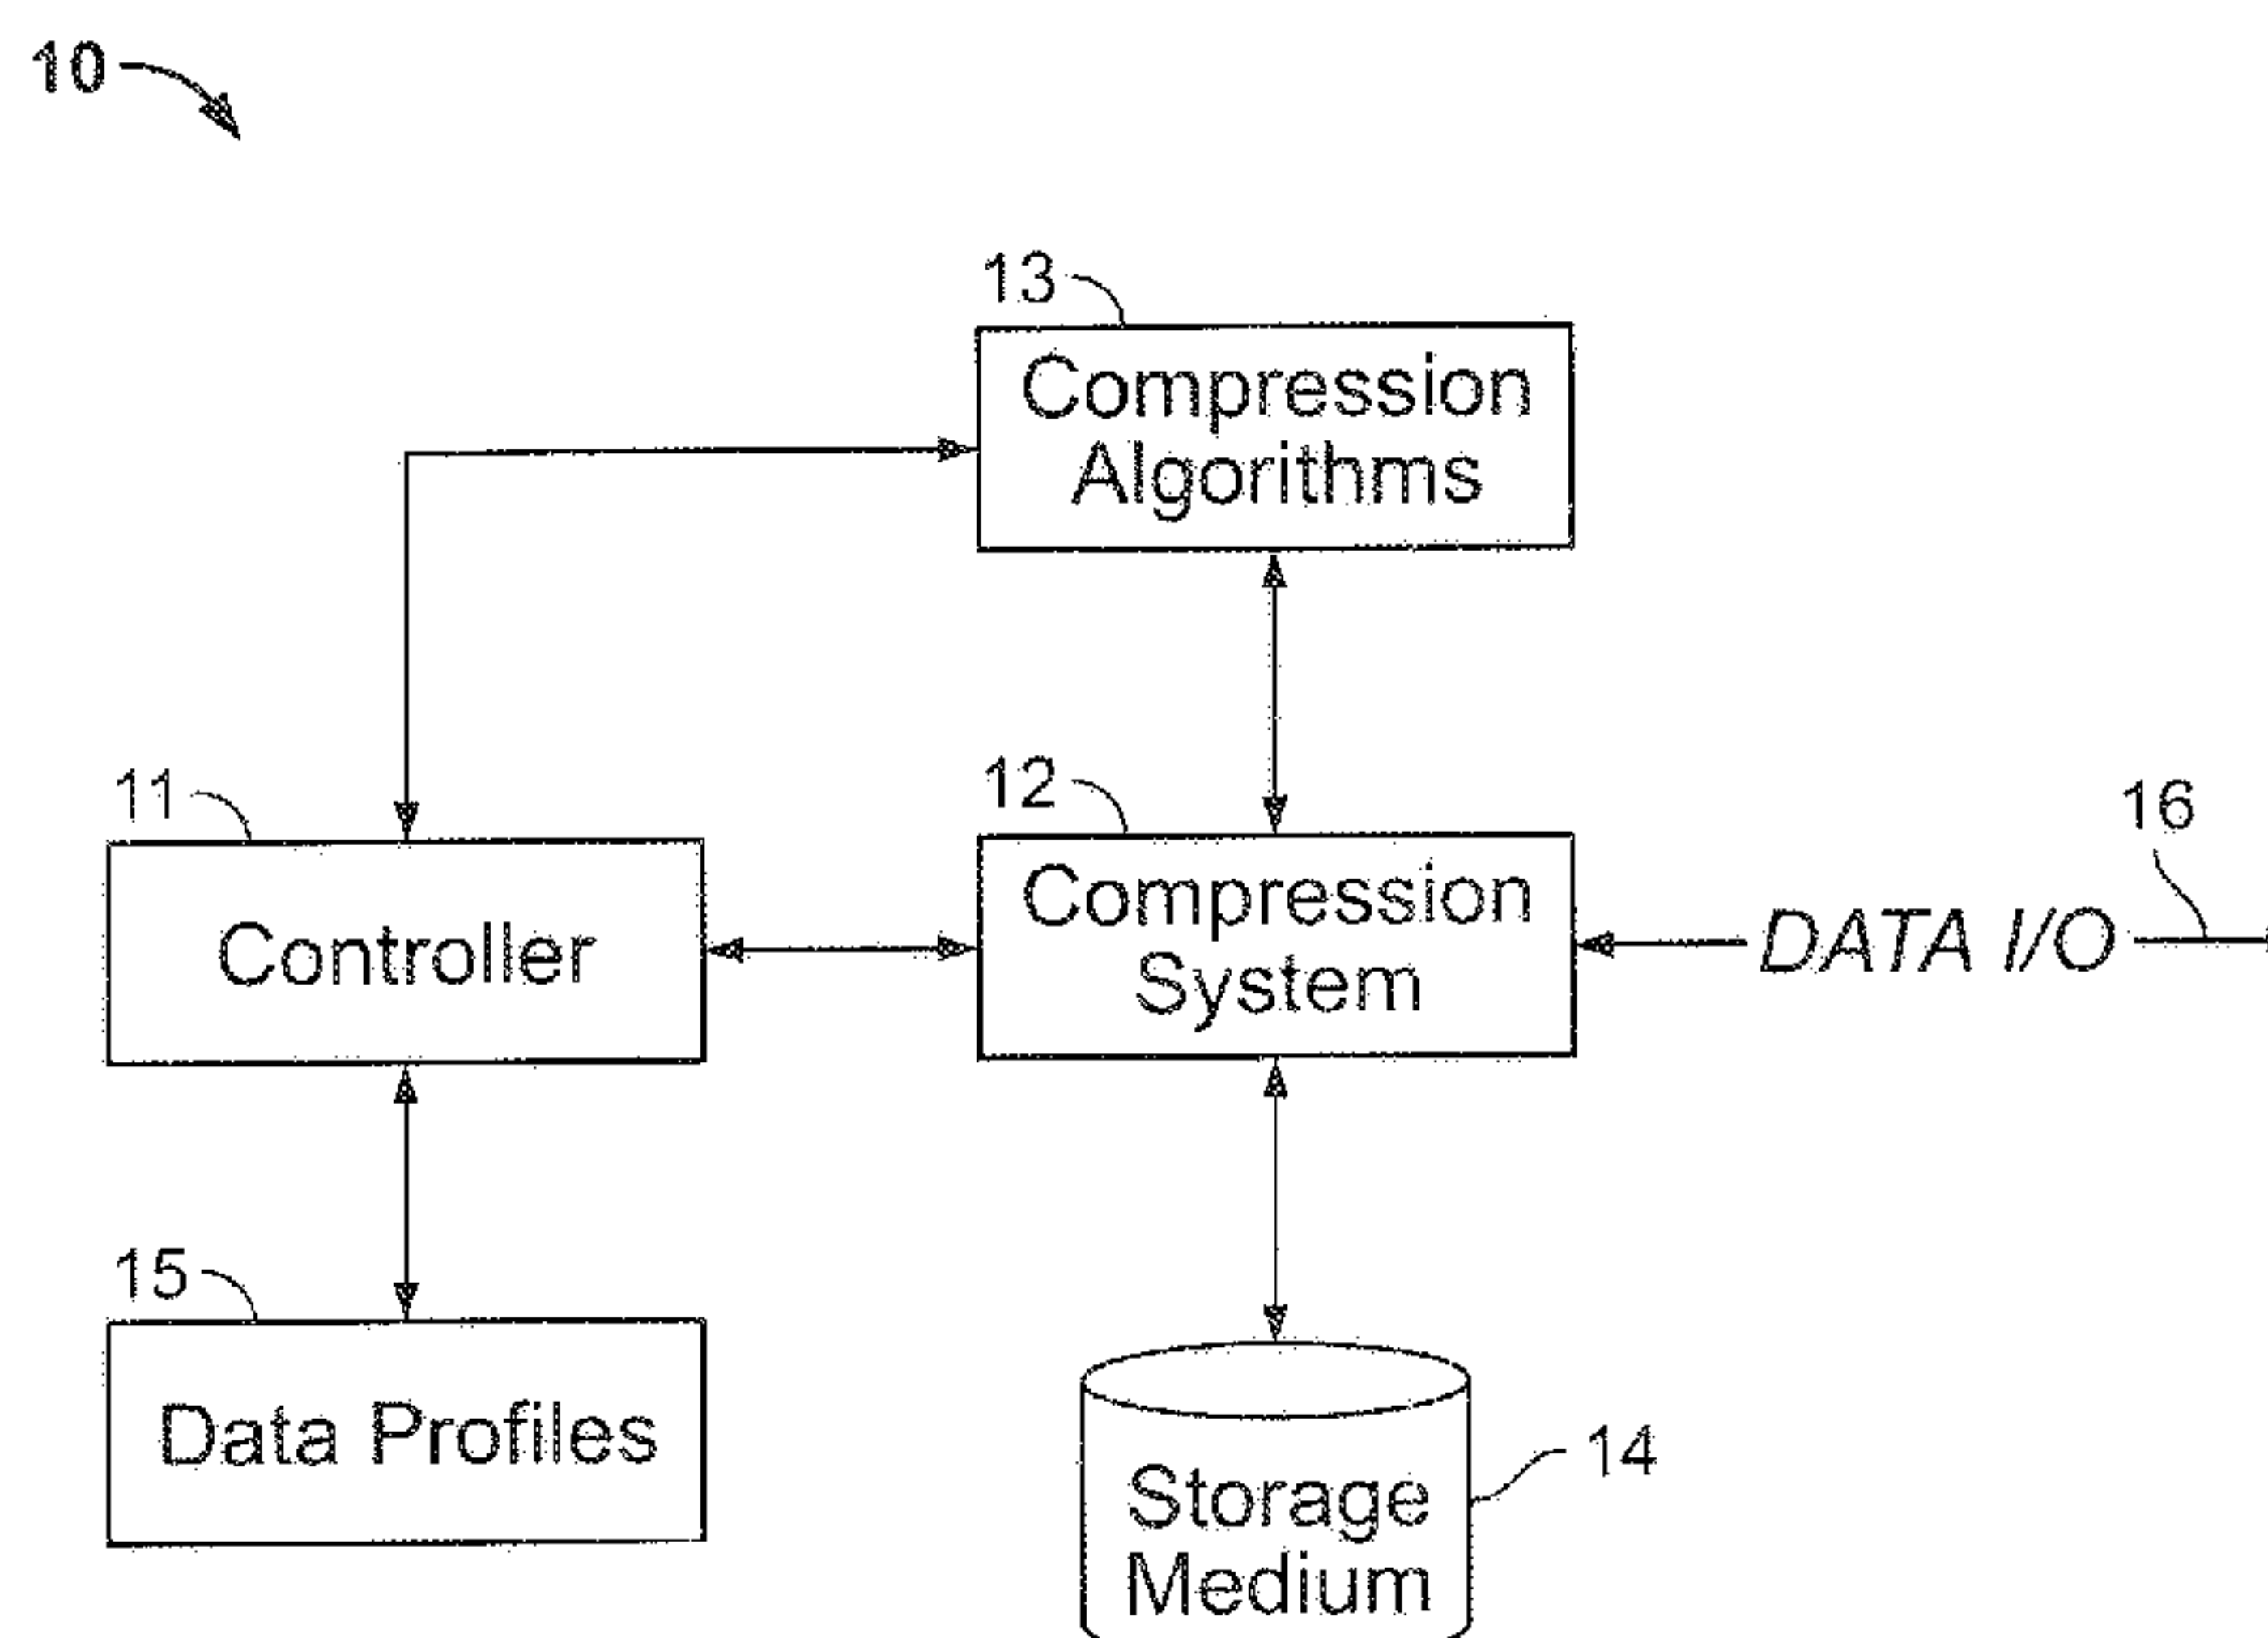 10
13
Compression
Algorithms
11
12
16
Controller
Compression
System
DATA I/O
15
Data Profiles
14
Storage
Medium